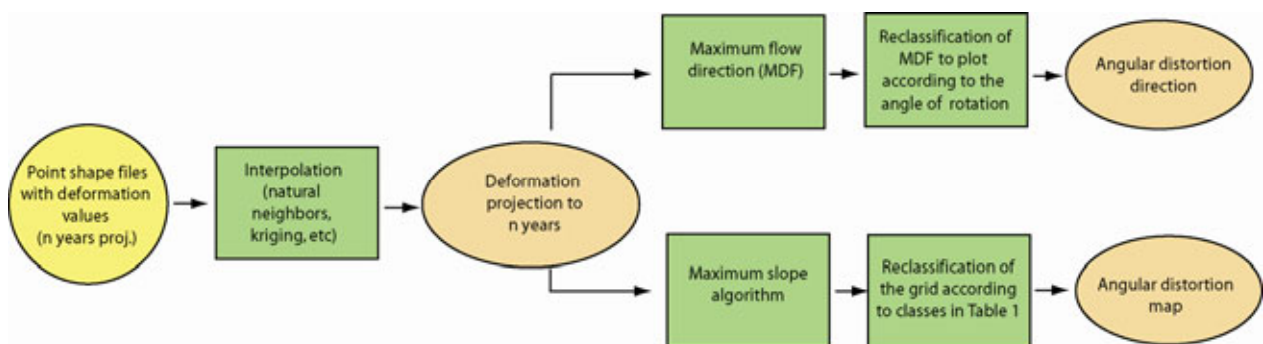 Point shape files
with deformation
values
(n years proj.)
Interpolation
(natural
neighbors,
kriging, etc)
Deformation
projection to
n years
Maximum flow
direction (MDF)
Reclassification of
MDF to plot
according to the
angle of rotation
Angular distortion
direction
Maximum slope
algorithm
Reclassification of
the grid according
to classes in Table 1
Angular distortion
map